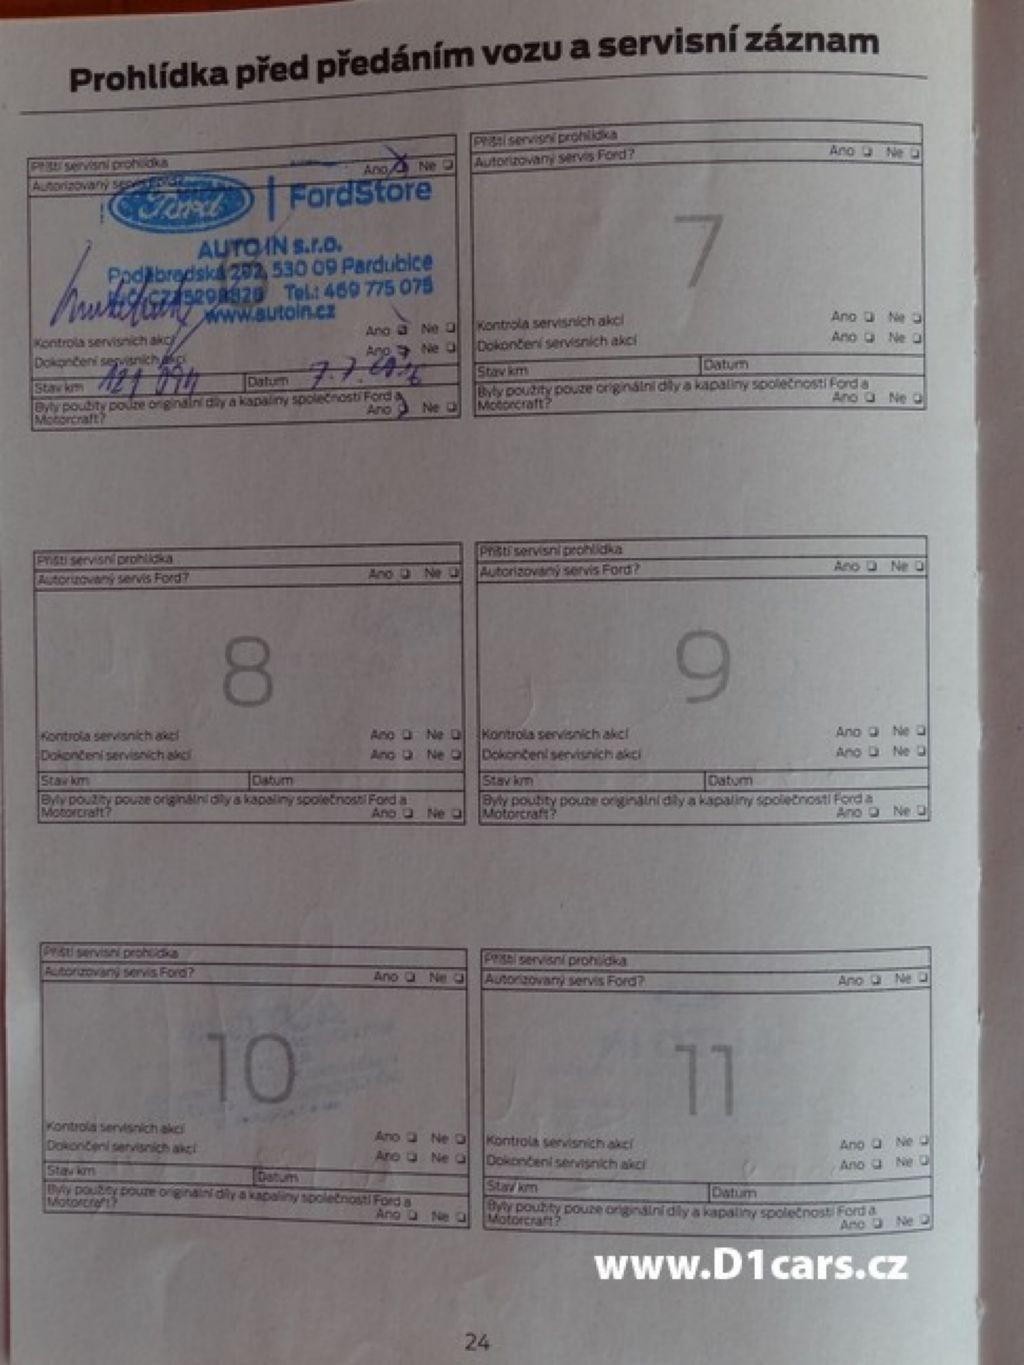 Prohlídka před předáním vozu a servisní záznam
Příští servisní prohlídka
Autorizovaný servis Ford? Ano Ne
Ford | FordStore
AUTO IN s.r.o.
Poděbradská 292, 530 09 Pardubice
Tel.: 469 775 075
www.autoin.cz
Kontrola servisních akcí Ano Ne
Dokončení servisních akcí Ano Ne
Stav km Datum
Byly použity pouze originální díly a kapaliny společnosti Ford a
Motorcraft? Ano Ne
Příští servisní prohlídka
Autorizovaný servis Ford? Ano Ne
7
Kontrola servisních akcí Ano Ne
Dokončení servisních akcí Ano Ne
Stav km Datum
Byly použity pouze originální díly a kapaliny společnosti Ford a
Motorcraft? Ano Ne
Příští servisní prohlídka
Autorizovaný servis Ford? Ano Ne
8
Kontrola servisních akcí Ano Ne
Dokončení servisních akcí Ano Ne
Stav km Datum
Byly použity pouze originální díly a kapaliny společnosti Ford a
Motorcraft? Ano Ne
Příští servisní prohlídka
Autorizovaný servis Ford? Ano Ne
9
Kontrola servisních akcí Ano Ne
Dokončení servisních akcí Ano Ne
Stav km Datum
Byly použity pouze originální díly a kapaliny společnosti Ford a
Motorcraft? Ano Ne
Příští servisní prohlídka
Autorizovaný servis Ford? Ano Ne
10
Kontrola servisních akcí Ano Ne
Dokončení servisních akcí Ano Ne
Stav km Datum
Byly použity pouze originální díly a kapaliny společnosti Ford a
Motorcraft? Ano Ne
Příští servisní prohlídka
Autorizovaný servis Ford? Ano Ne
11
Kontrola servisních akcí Ano Ne
Dokončení servisních akcí Ano Ne
Stav km Datum
Byly použity pouze originální díly a kapaliny společnosti Ford a
Motorcraft? Ano Ne
www.D1cars.cz
24